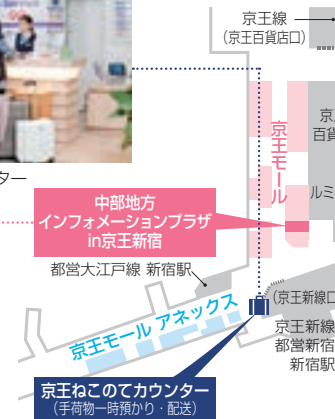 京王線
(京王百貨店口)
京
百貨
京王モール
ター
ルミ
中部地方
インフォメーションプラザ
in京王新宿
都営大江戸線 新宿駅
(京王新線口
京王モール アネックス
京王新線
都営新宿
新宿駅
京王ねこのてカウンター
(手荷物一時預かり・配送)